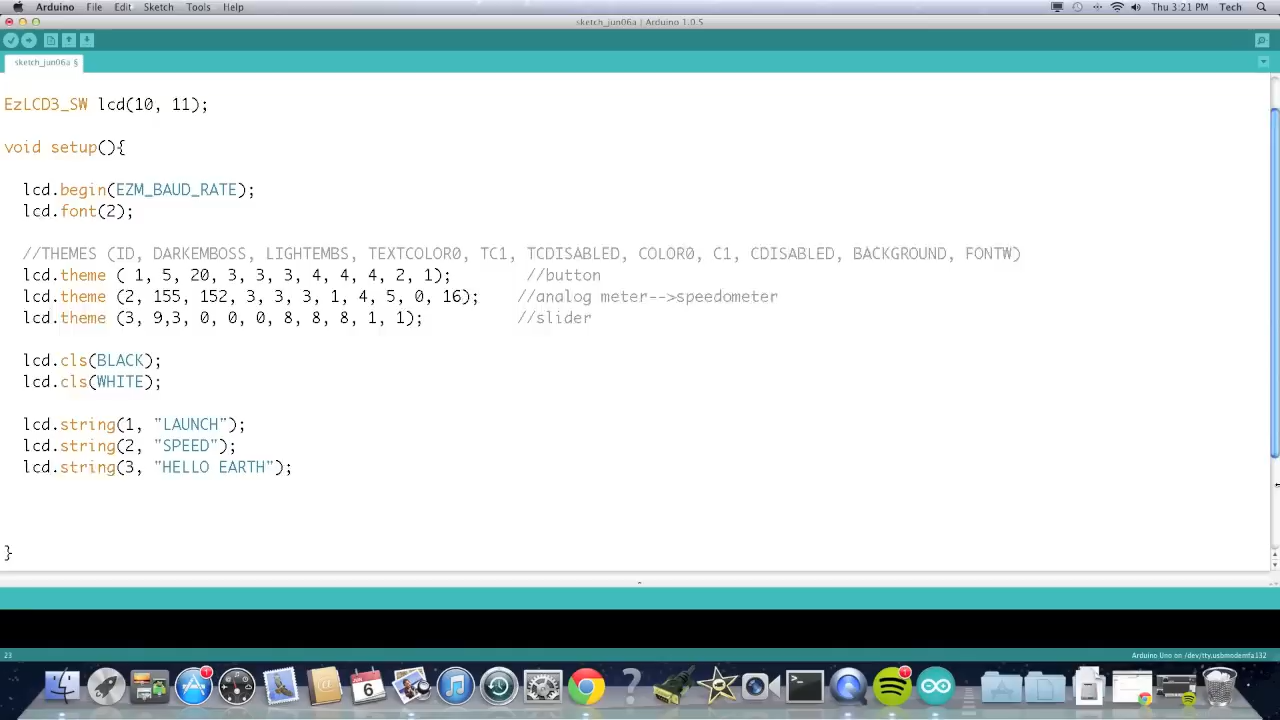 Arduino File Edit Sketch Tools Help Thu 3:21 PM Tech
sketch_jun06a | Arduino 1.0.5
sketch_jun06a §
EzLCD3_SW lcd(10, 11);
void setup(){
lcd.begin(EZM_BAUD_RATE);
lcd.font(2);
//THEMES (ID, DARKEMBOSS, LIGHTEMBS, TEXTCOLOR0, TC1, TCDISABLED, COLOR0, C1, CDISABLED, BACKGROUND, FONTW)
lcd.theme ( 1, 5, 20, 3, 3, 3, 4, 4, 4, 2, 1); //button
lcd.theme (2, 155, 152, 3, 3, 3, 1, 4, 5, 0, 16); //analog meter-->speedometer
lcd.theme (3, 9,3, 0, 0, 0, 8, 8, 8, 1, 1); //slider
lcd.cls(BLACK);
lcd.cls(WHITE);
lcd.string(1, "LAUNCH");
lcd.string(2, "SPEED");
lcd.string(3, "HELLO EARTH");
}
23 Arduino Uno on /dev/tty.usbmodemfa132
1
6
1